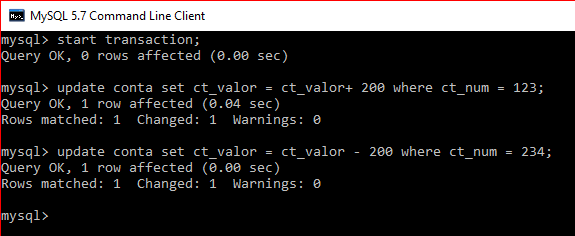 MySQL 5.7 Command Line Client
mysql> start transaction;
Query OK, 0 rows affected (0.00 sec)
mysql> update conta set ct_valor = ct_valor+ 200 where ct_num = 123;
Query OK, 1 row affected (0.04 sec)
Rows matched: 1  Changed: 1  Warnings: 0
mysql> update conta set ct_valor = ct_valor - 200 where ct_num = 234;
Query OK, 1 row affected (0.00 sec)
Rows matched: 1  Changed: 1  Warnings: 0
mysql>